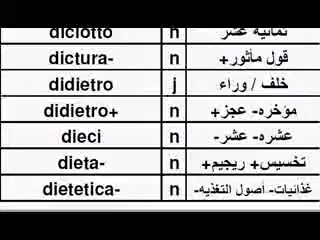 diciotto n ثمانية عشر
dictura- n قول مأثور+
didietro j خلف / وراء
didietro+ n مؤخره- عجز+
dieci n عشره- عشر-
dieta- n تخسيس+ ريجيم+
dietetica- n غذائيات- أصول التغذيه-